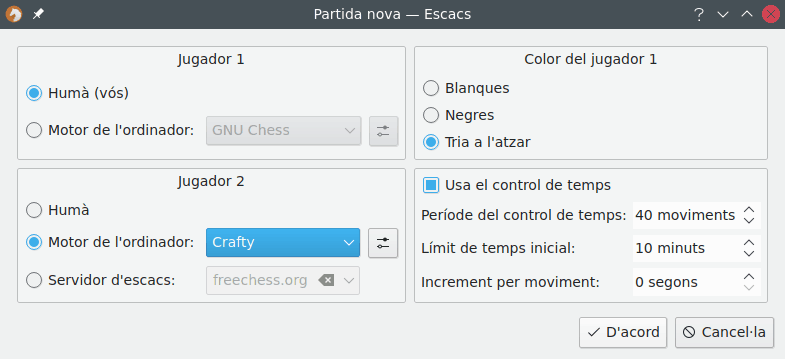 Partida nova — Escacs
Jugador 1
Humà (vós)
Motor de l'ordinador: GNU Chess
Jugador 2
Humà
Motor de l'ordinador: Crafty
Servidor d'escacs: freechess.org
Color del jugador 1
Blanques
Negres
Tria a l'atzar
Usa el control de temps
Període del control de temps: 40 moviments
Límit de temps inicial: 10 minuts
Increment per moviment: 0 segons
D'acord
Cancel·la